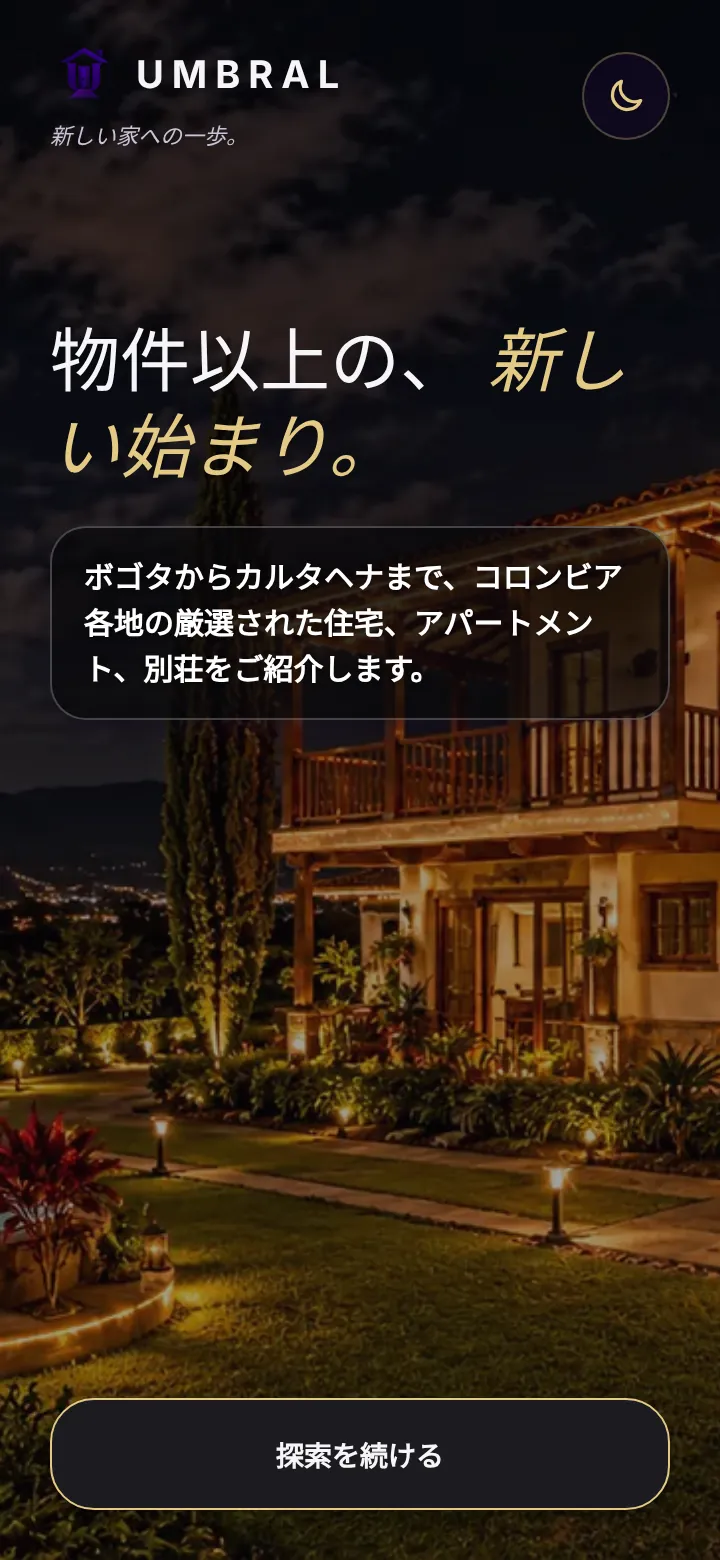 UMBRAL
新しい家への一歩。
物件以上の、 新し
い始まり。
ボゴタからカルタヘナまで、コロンビア
各地の厳選された住宅、アパートメン
ト、別荘をご紹介します。
探索を続ける